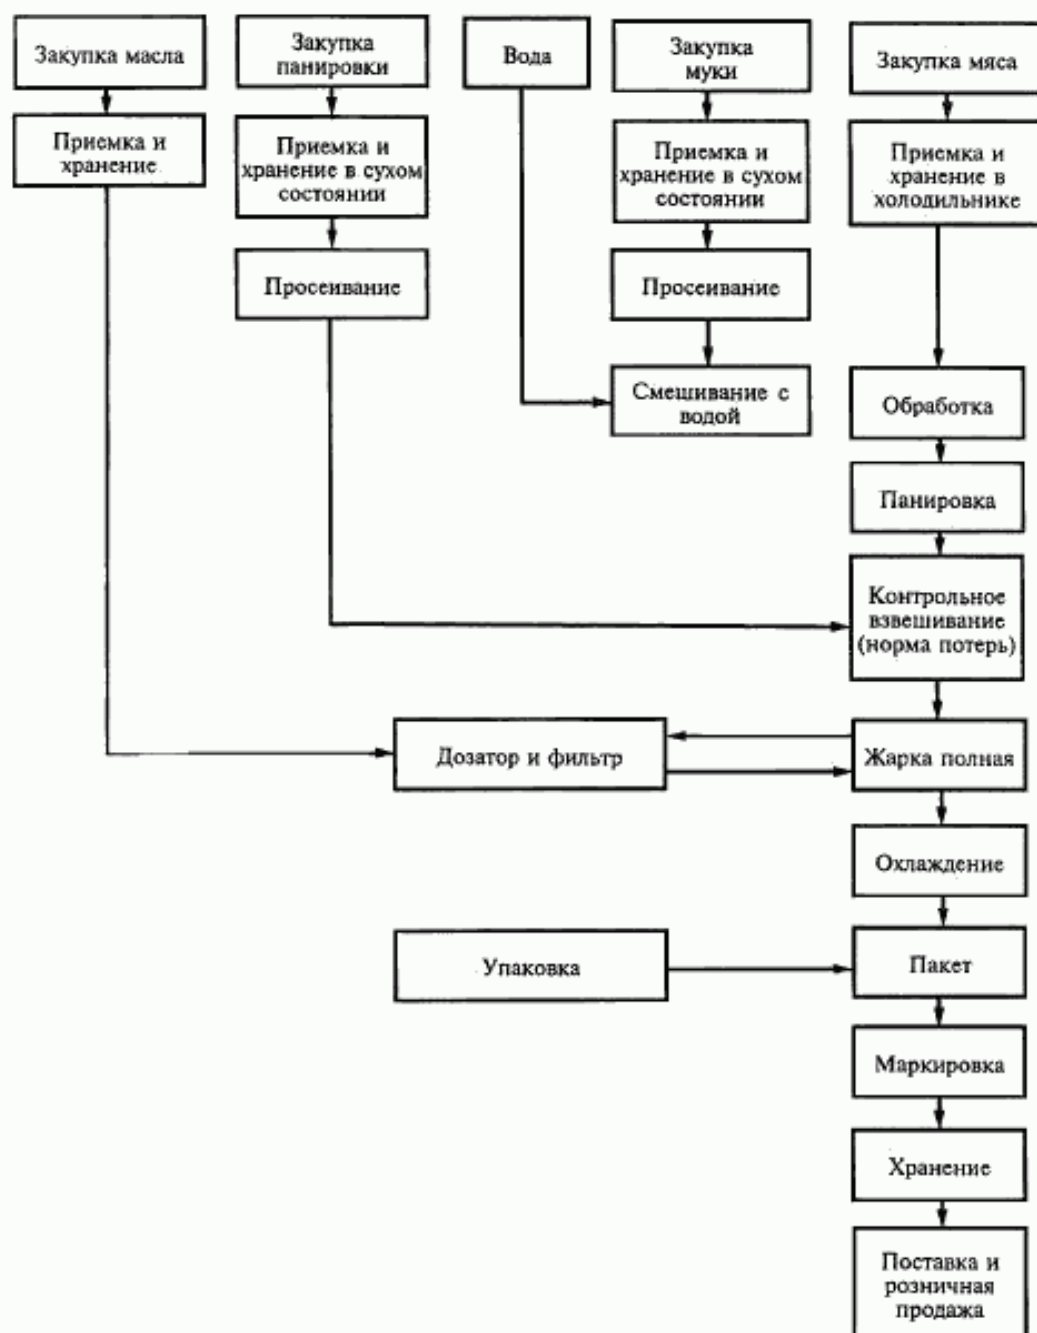 Закупка масла
Закупка
панировки
Вода
Закупка
муки
Закупка мяса
Приемка и
хранение
Приемка и
хранение в сухом
состоянии
Приемка и
хранение в сухом
состоянии
Приемка и
хранение в
холодильнике
Просеивание
Просеивание
Смешивание с
водой
Обработка
Панировка
Контрольное
взвешивание
(норма потерь)
Дозатор и фильтр
Жарка полная
Охлаждение
Упаковка
Пакет
Маркировка
Хранение
Поставка и
розничная
продажа